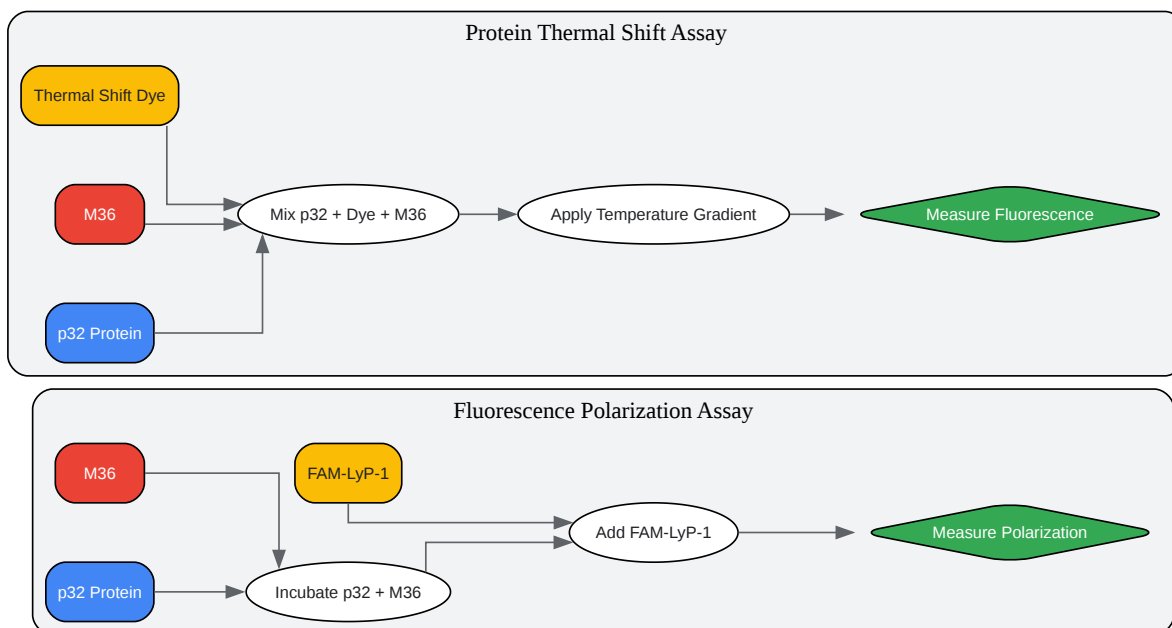 Protein Thermal Shift Assay
Thermal Shift Dye
M36
Mix p32 + Dye + M36
Apply Temperature Gradient
Measure Fluorescence
p32 Protein
Fluorescence Polarization Assay
M36
FAM-LyP-1
Add FAM-LyP-1
Measure Polarization
p32 Protein
Incubate p32 + M36